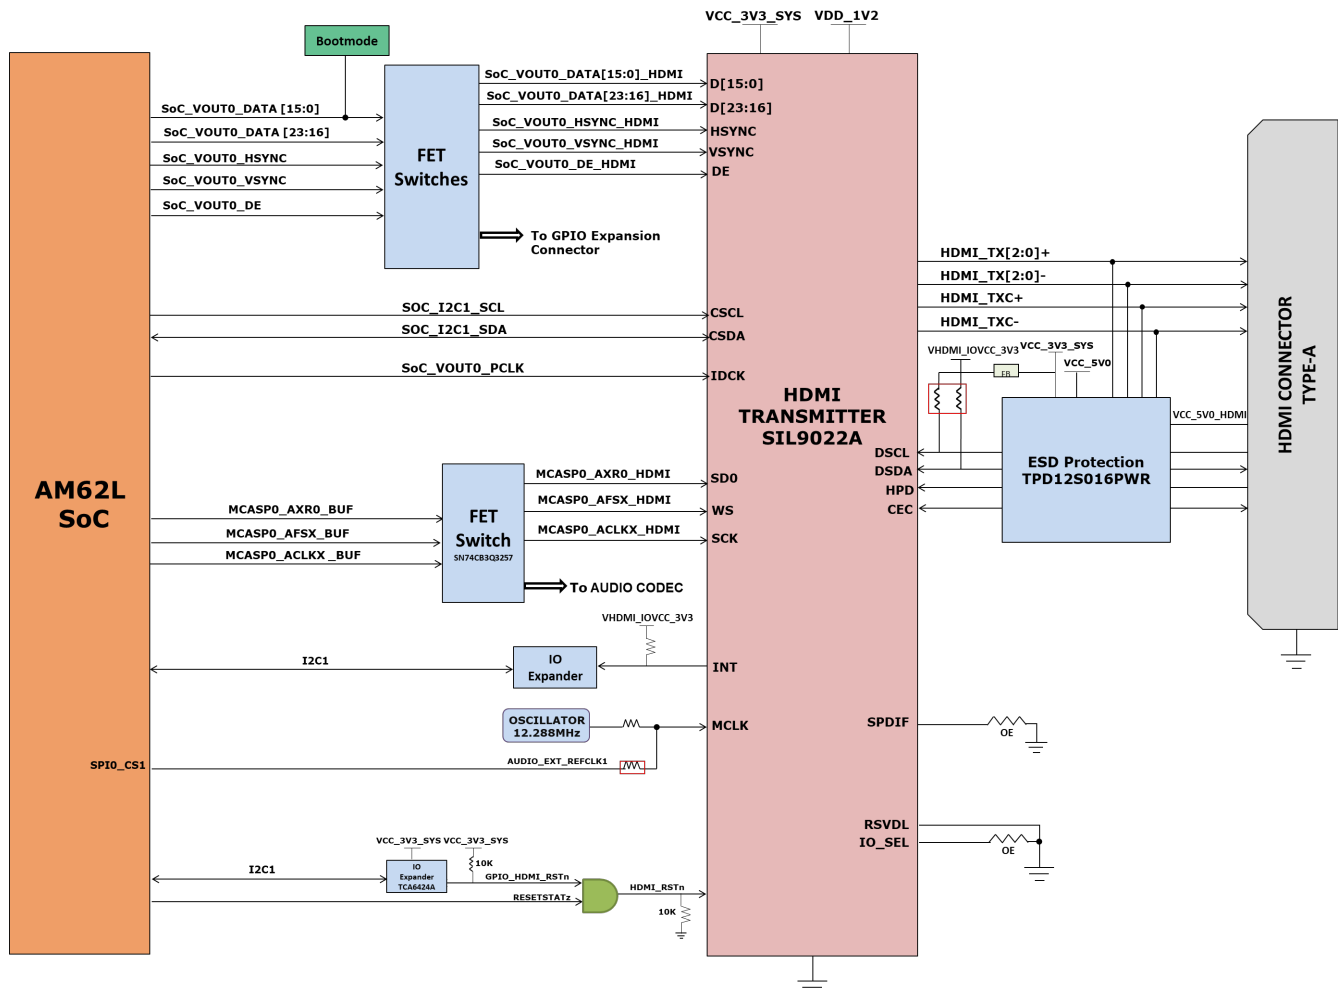 VCC_3V3_SYS
VDD_1V2
Bootmode
SoC_VOUT0_DATA [15:0]
SoC_VOUT0_DATA [23:16]
SoC_VOUT0_HSYNC
SoC_VOUT0_VSYNC
SoC_VOUT0_DE
FET
Switches
SoC_VOUT0_DATA[15:0]_HDMI
SoC_VOUT0_DATA[23:16]_HDMI
SoC_VOUT0_HSYNC_HDMI
SoC_VOUT0_VSYNC_HDMI
SoC_VOUT0_DE_HDMI
D[15:0]
D[23:16]
HSYNC
VSYNC
DE
To GPIO Expansion
Connector
SOC_I2C1_SCL
SOC_I2C1_SDA
SoC_VOUT0_PCLK
CSCL
CSDA
IDCK
HDMI
TRANSMITTER
SIL9022A
HDMI_TX[2:0]+
HDMI_TX[2:0]-
HDMI_TXC+
HDMI_TXC-
VHDMI_IOVCC_3V3
VCC_3V3_SYS
VCC_5V0
FB
VCC_5V0_HDMI
HDMI CONNECTOR
TYPE-A
DSCL
DSDA
HPD
CEC
ESD Protection
TPD12S016PWR
AM62L
SoC
MCASP0_AXR0_BUF
MCASP0_AFSX_BUF
MCASP0_ACLKX_BUF
FET
Switch
SN74CB3Q3257
MCASP0_AXR0_HDMI
MCASP0_AFSX_HDMI
MCASP0_ACLKX_HDMI
SD0
WS
SCK
To AUDIO CODEC
VHDMI_IOVCC_3V3
I2C1
IO
Expander
INT
OSCILLATOR
12.288MHz
MCLK
SPI0_CS1
AUDIO_EXT_REFCLK1
SPDIF
OE
RSVDL
IO_SEL
OE
VCC_3V3_SYS
VCC_3V3_SYS
10K
I2C1
IO
Expander
TCA6424A
GPIO_HDMI_RSTn
RESETSTATz
HDMI_RSTn
10K